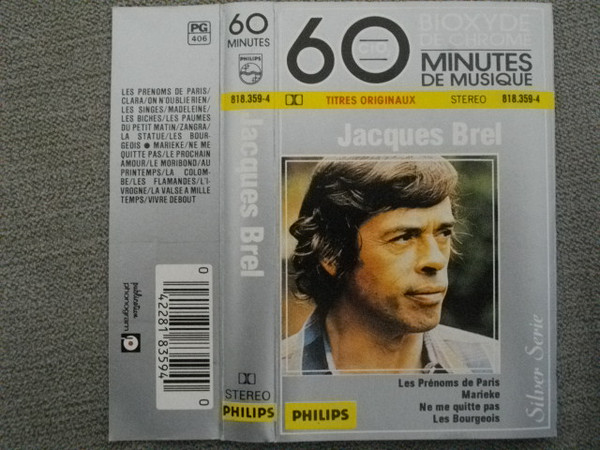 PG
406
LES PRENOMS DE PARIS/
CLARA/ON N'OUBLIE RIEN/
LES SINGES/MADELEINE/
LES BICHES/LES PAUMES
DU PETIT MATIN/ZANGRA/
LA STATUE/LES BOUR-
GEOIS ● MARIEKE/NE ME
QUITTE PAS/LE PROCHAIN
AMOUR/LE MORIBOND/AU
PRINTEMPS/LA COLOM-
BE/LES FLAMANDES/L'I-
VROGNE/LA VALSE A MILLE
TEMPS/VIVRE DEBOUT
publication
phonogram
0 42281 83594 0
60
MINUTES
PHILIPS
818.359-4
Jacques Brel
STEREO
PHILIPS
60
CrO2
BIOXYDE
DE CHROME
MINUTES
DE MUSIQUE
TITRES ORIGINAUX
STEREO
818.359-4
Jacques Brel
Les Prénoms de Paris
Marieke
Ne me quitte pas
Les Bourgeois
PHILIPS
Silver Serie